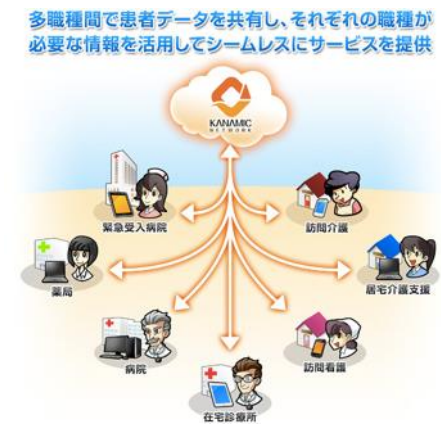 多職種間で患者データを共有し、それぞれの職種が
必要な情報を活用してシームレスにサービスを提供
KANAMIC
NETWORK
緊急受入病院
訪問介護
薬局
居宅介護支援
病院
訪問看護
在宅診療所